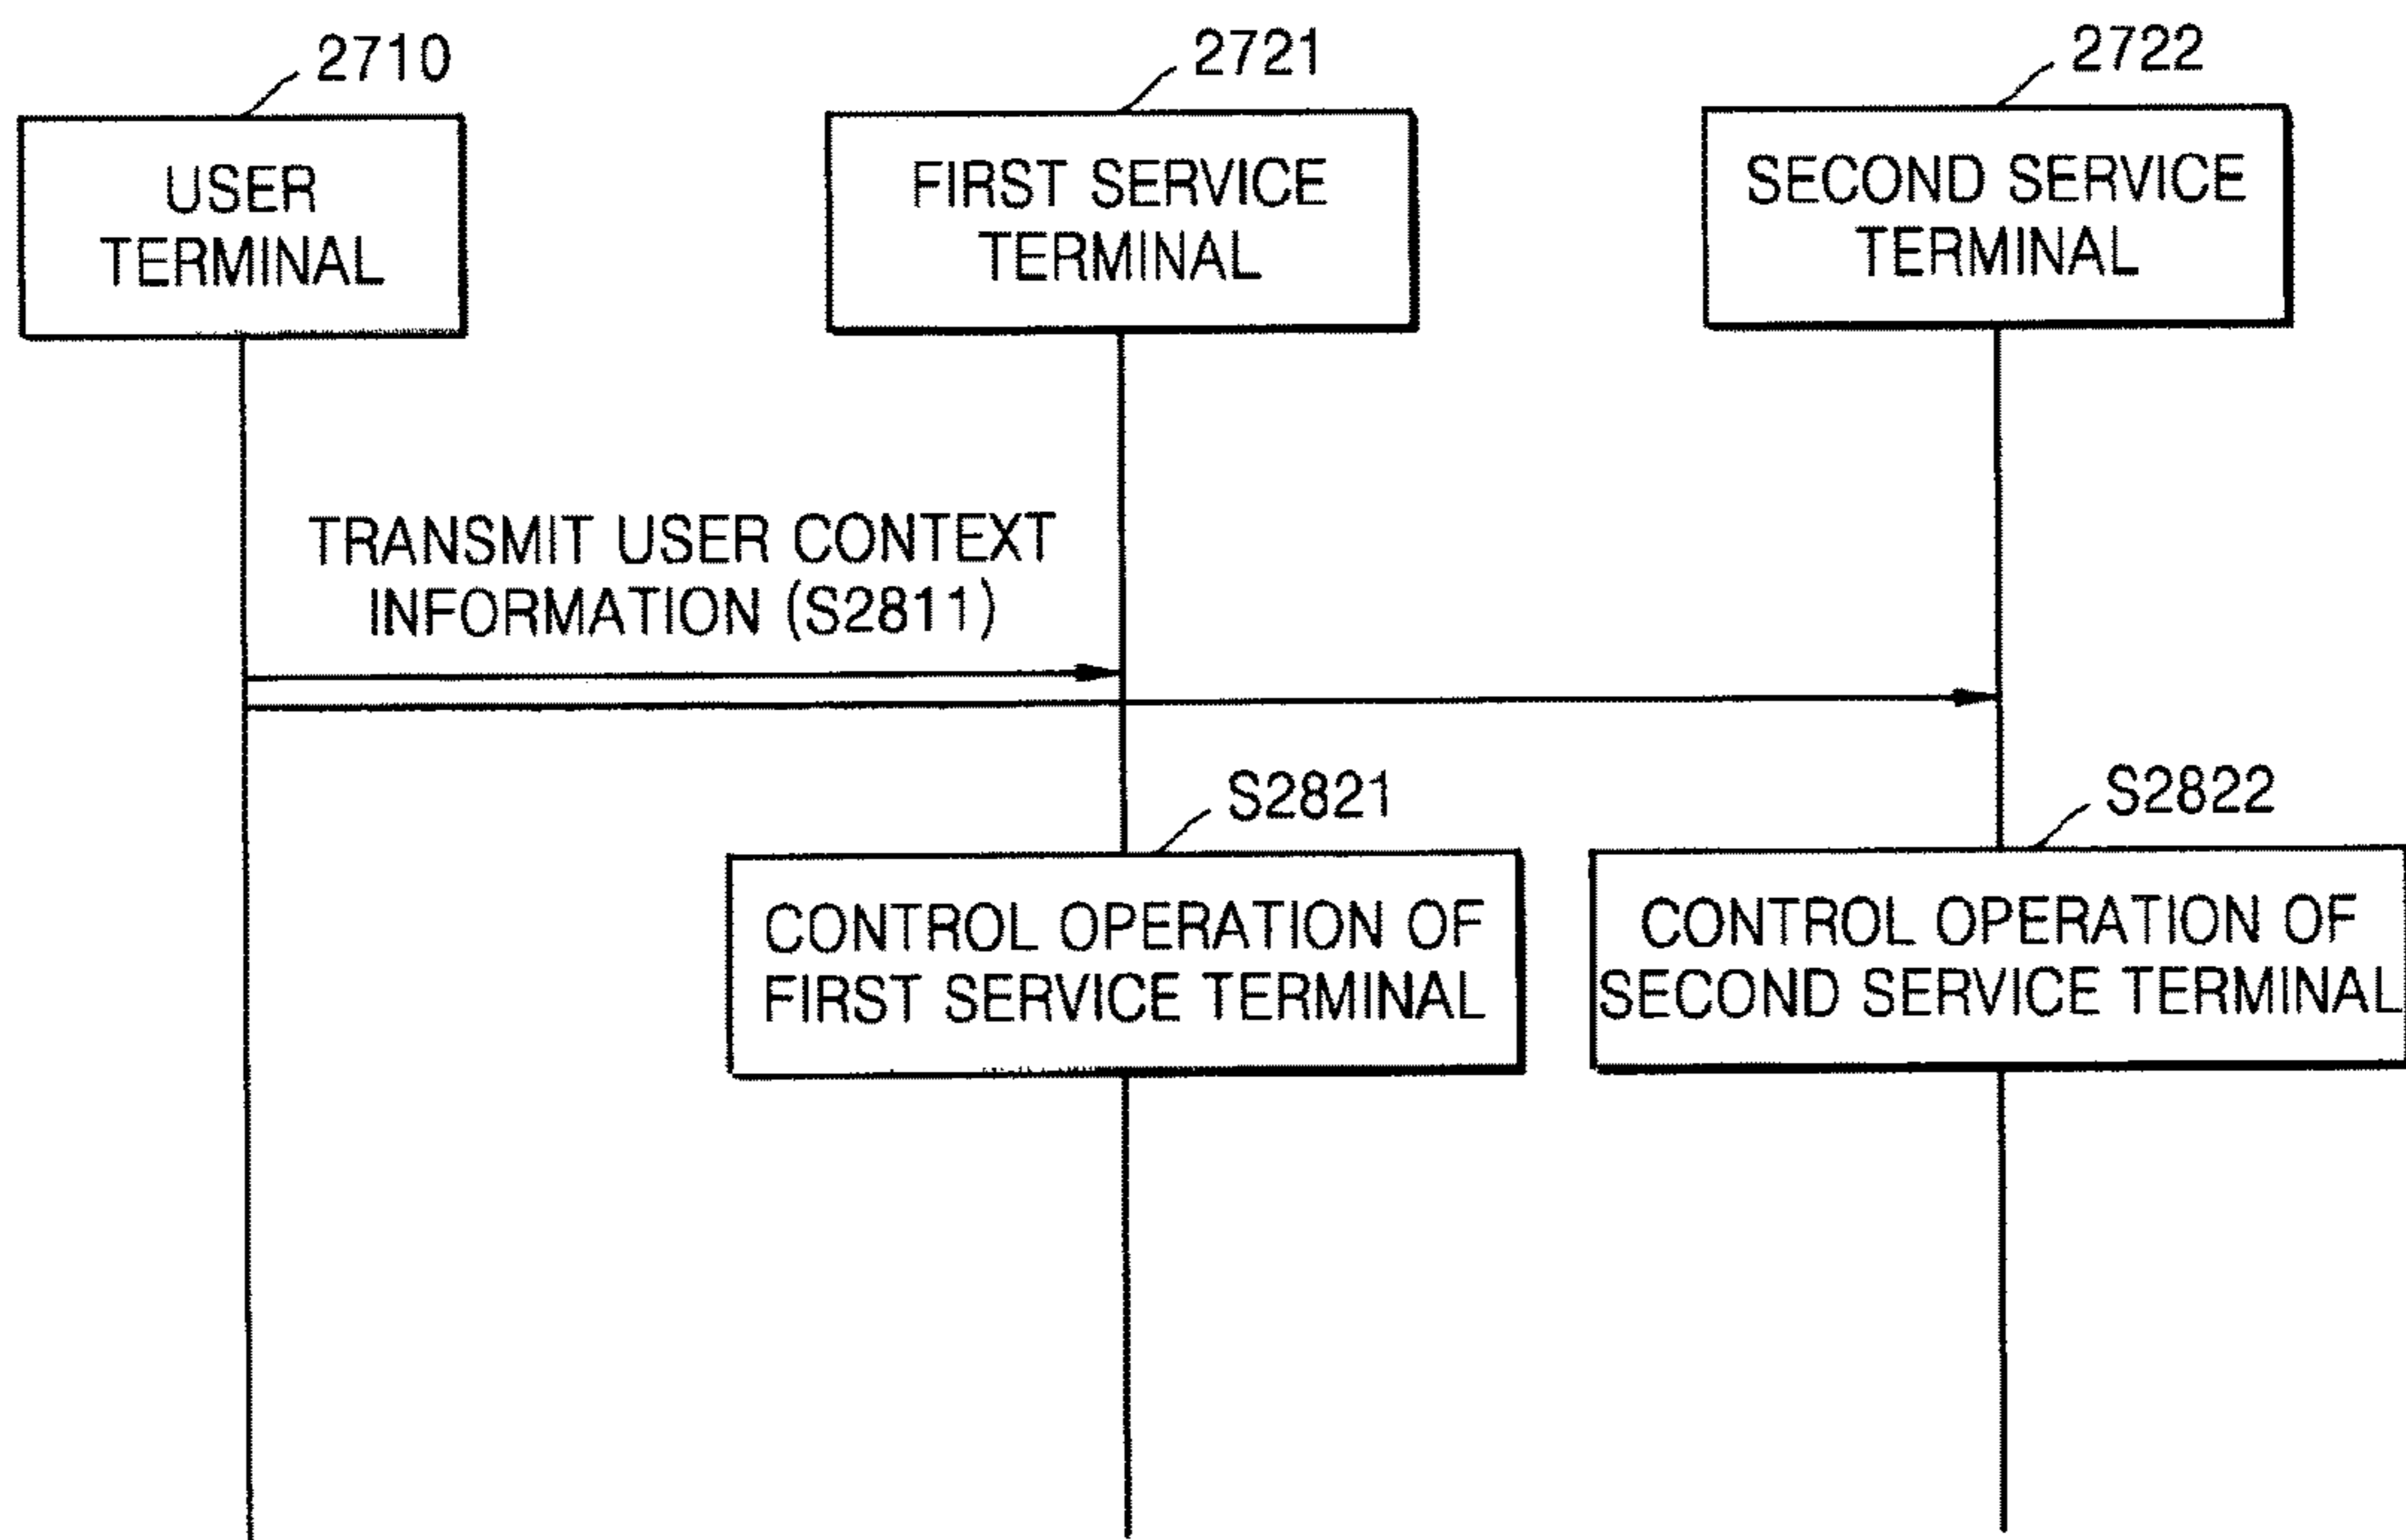 2710
2721
2722
USER
TERMINAL
FIRST SERVICE
TERMINAL
SECOND SERVICE
TERMINAL
TRANSMIT USER CONTEXT
INFORMATION (S2811)
S2821
S2822
CONTROL OPERATION OF
FIRST SERVICE TERMINAL
CONTROL OPERATION OF
SECOND SERVICE TERMINAL